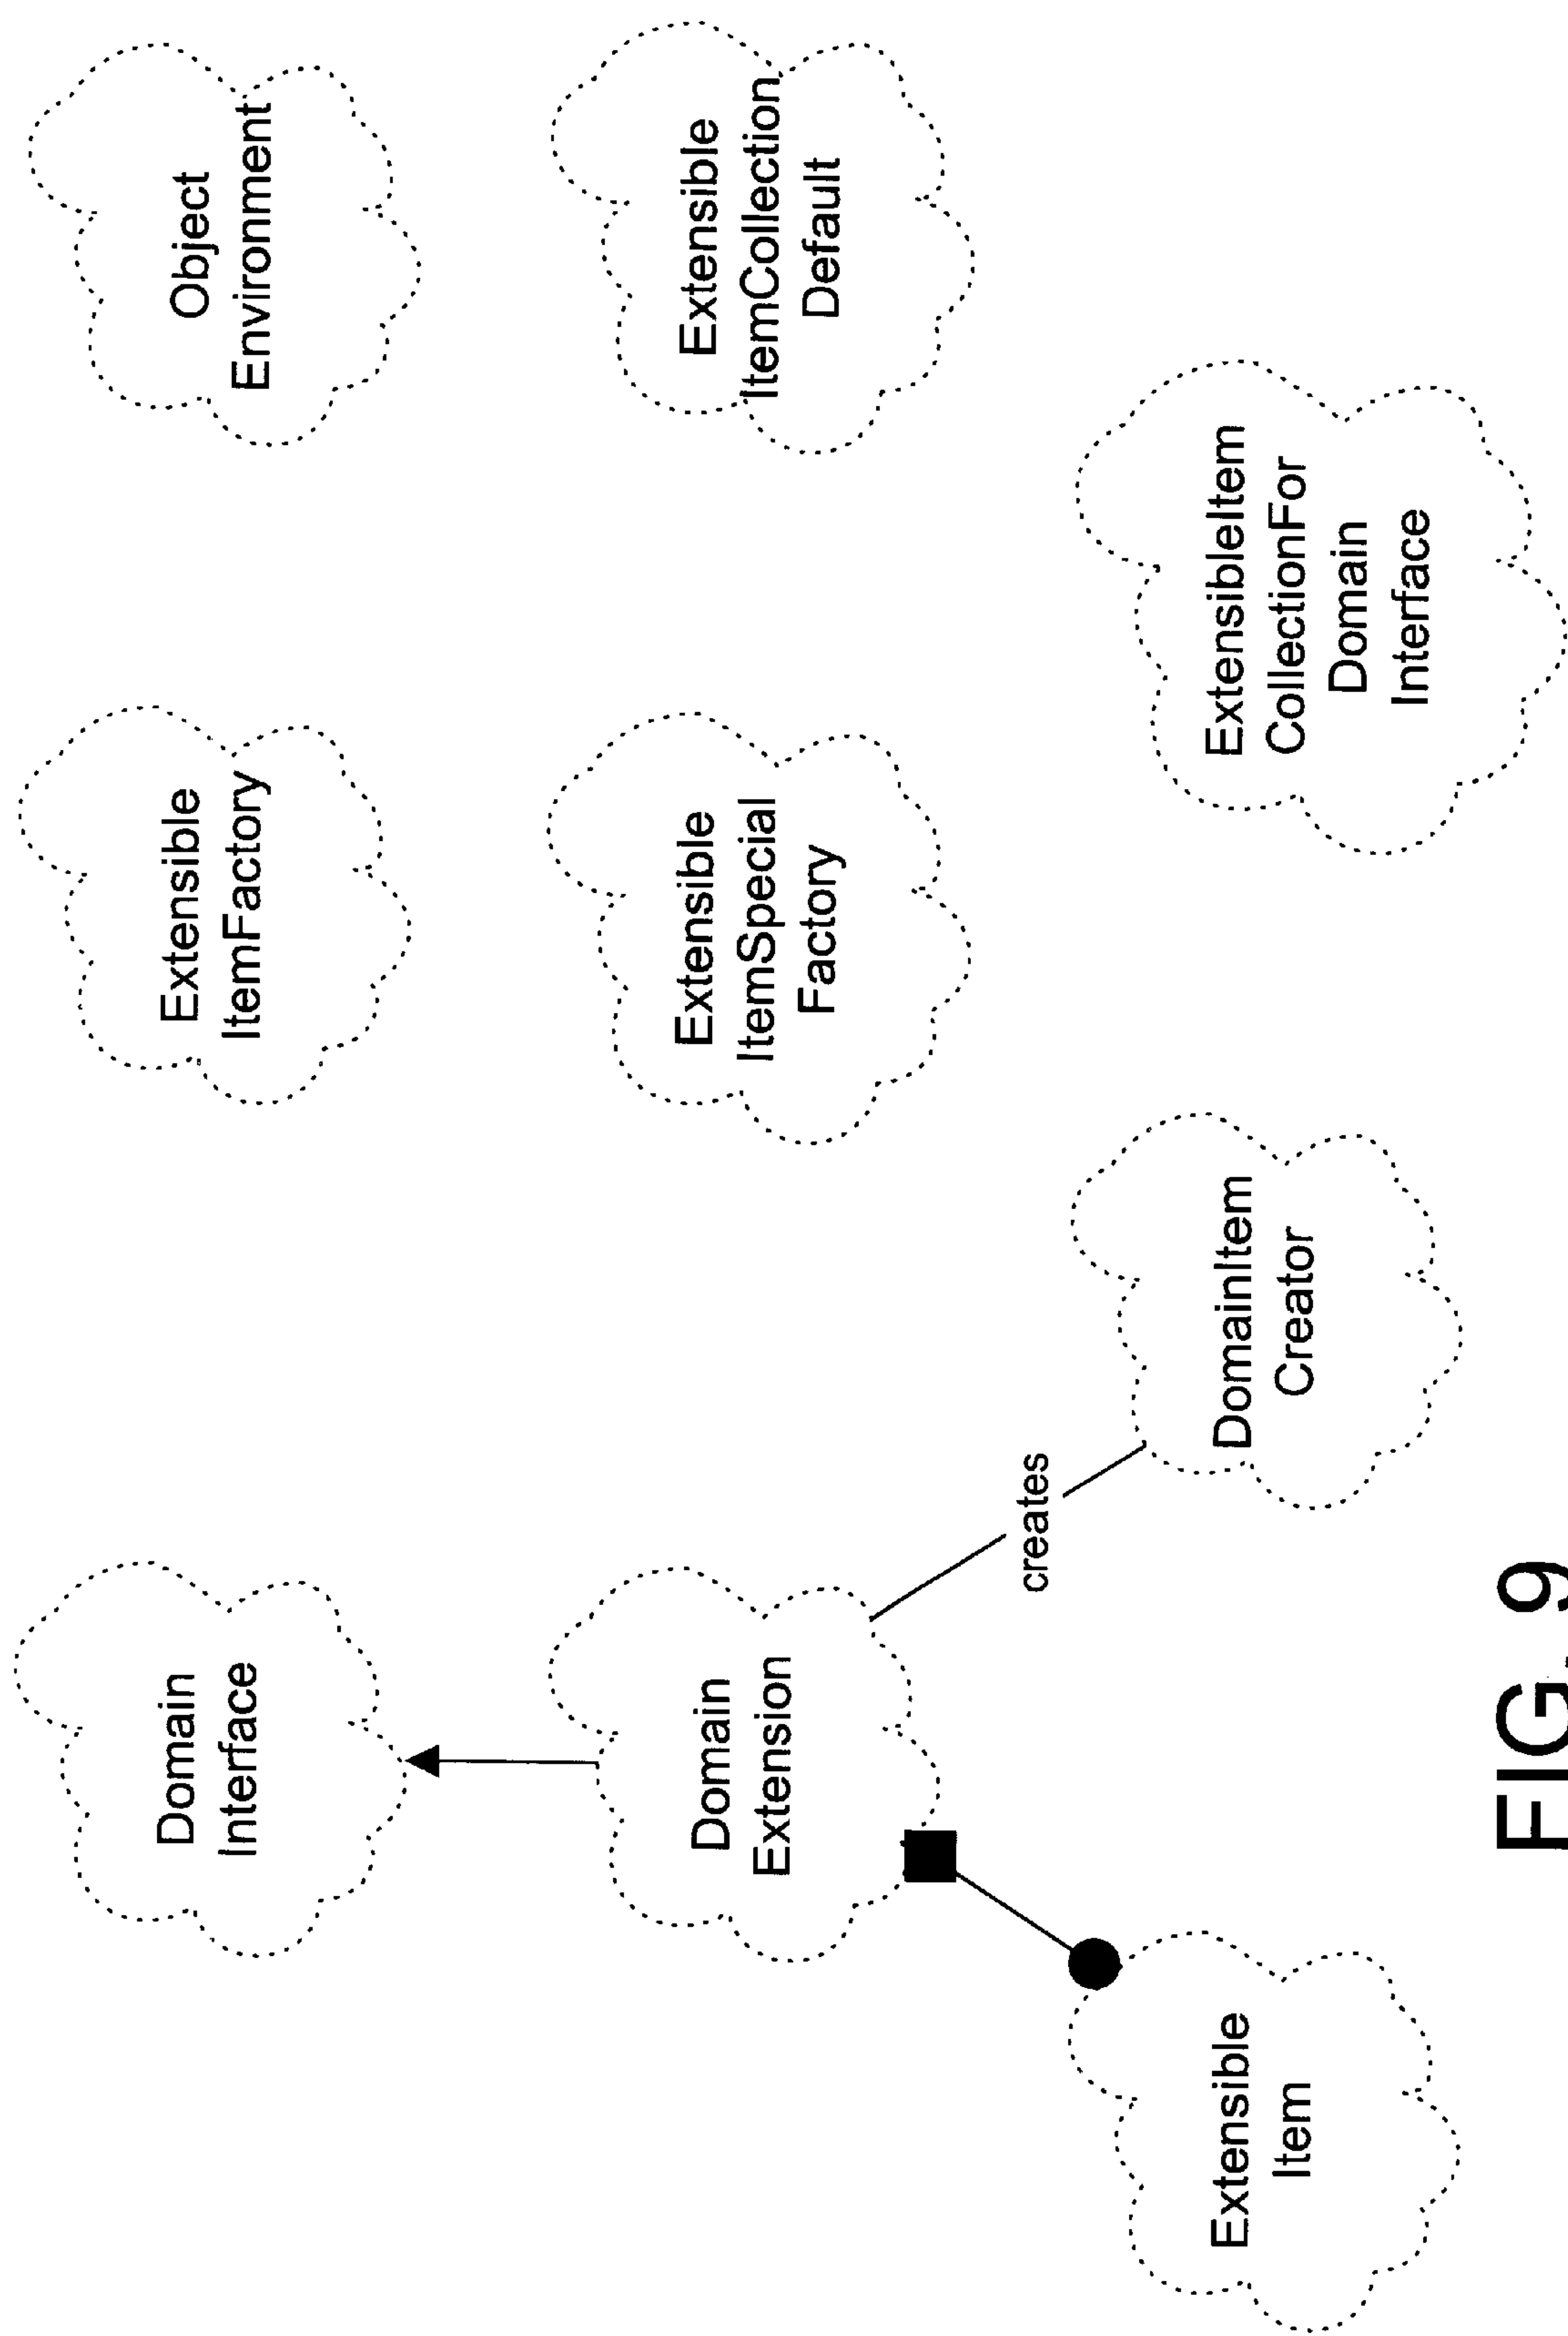 Domain
Interface
Extensible
ItemFactory
Object
Environment
Domain
Extension
Extensible
ItemSpecial
Factory
Extensible
ItemCollection
Default
creates
Extensible
Item
DomainItem
Creator
ExtensibleItem
CollectionFor
Domain
Interface
FIG. 9